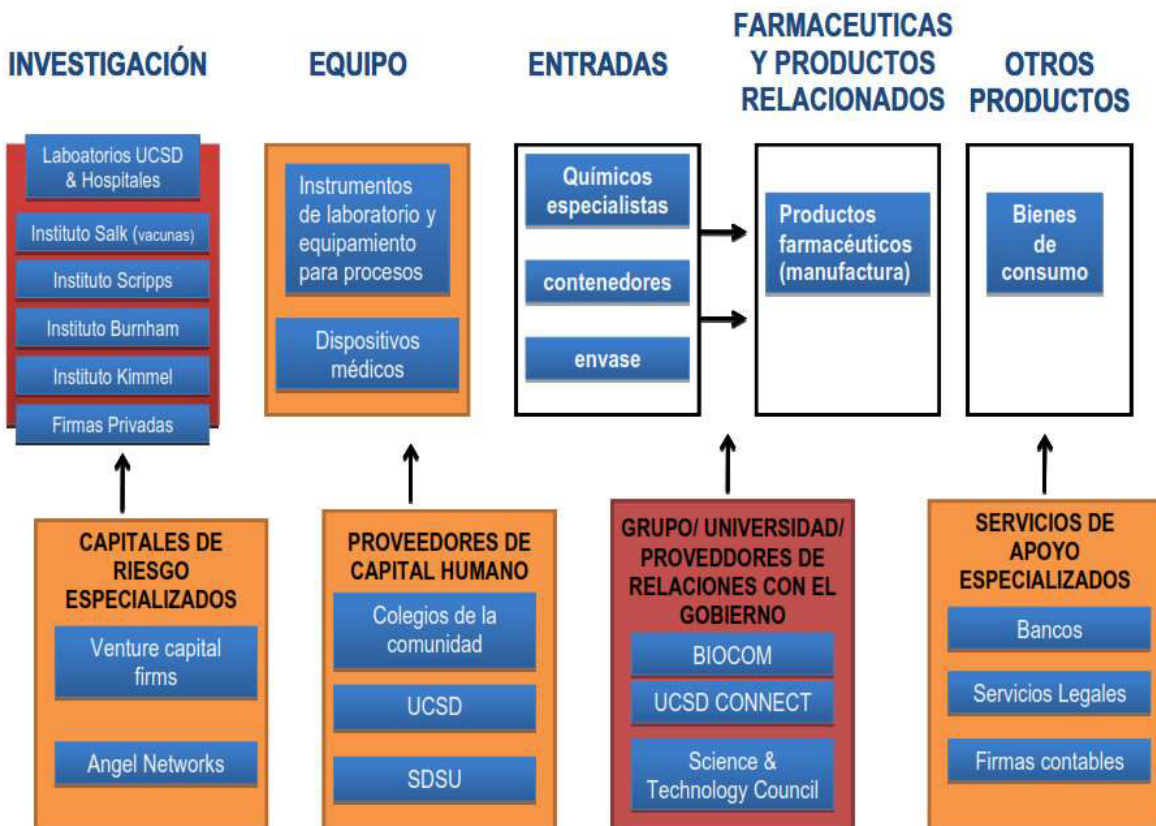 INVESTIGACIÓN
EQUIPO
ENTRADAS
FARMACEUTICAS
Y PRODUCTOS
RELACIONADOS
OTROS
PRODUCTOS
Laboatorios UCSD
& Hospitales
Instituto Salk (vacunas)
Instituto Scripps
Instituto Burnham
Instituto Kimmel
Firmas Privadas
Instrumentos
de laboratorio y
equipamiento
para procesos
Dispositivos
médicos
Químicos
especialistas
contenedores
envase
Productos
farmacéuticos
(manufactura)
Bienes
de
consumo
CAPITALES DE
RIESGO
ESPECIALIZADOS
Venture capital
firms
Angel Networks
PROVEEDORES DE
CAPITAL HUMANO
Colegios de la
comunidad
UCSD
SDSU
GRUPO/ UNIVERSIDAD/
PROVEDDORES DE
RELACIONES CON EL
GOBIERNO
BIOCOM
UCSD CONNECT
Science &
Technology Council
SERVICIOS DE
APOYO
ESPECIALIZADOS
Bancos
Servicios Legales
Firmas contables